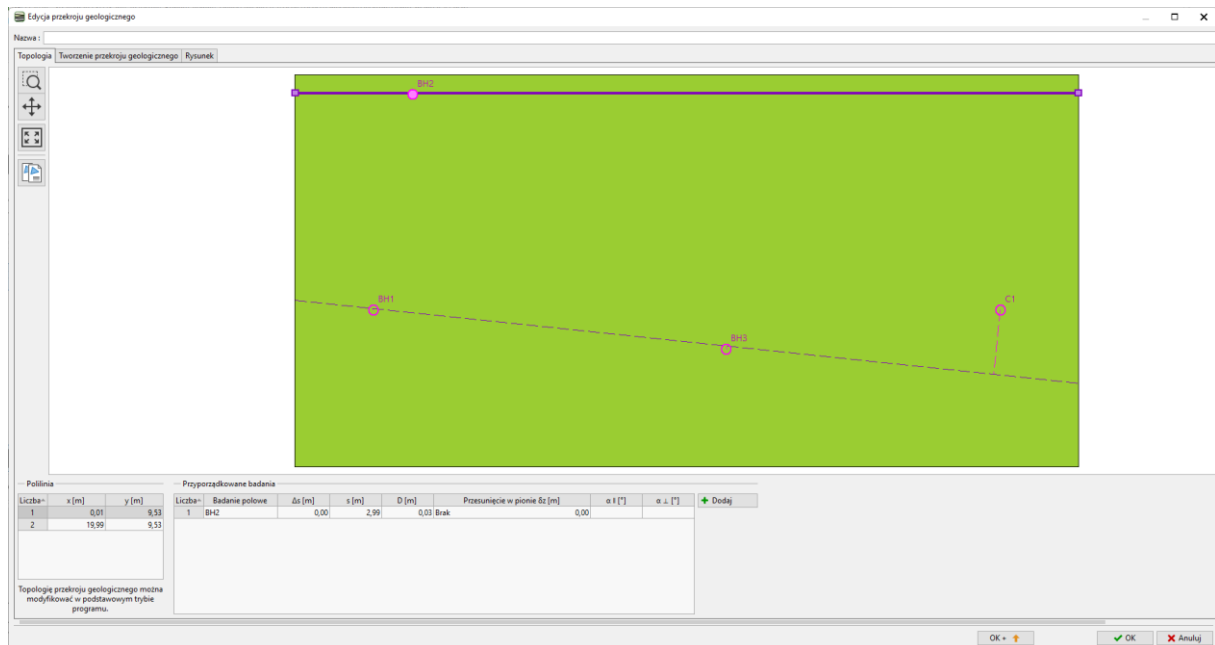 Edycja przekroju geologicznego
Nazwa :
Topologia Tworzenie przekroju geologicznego Rysunek
BH2
BH1
C1
BH3
Polilinia
Liczba x [m] y [m]
1 0,01 9,53
2 19,99 9,53
Topologię przekroju geologicznego można
modyfikować w podstawowym trybie
programu.
Przyporządkowane badania
Liczba Badanie polowe Δs [m] s [m] D [m] Przesunięcie w pionie δz [m] α ‖ [°] α ⊥ [°]
1 BH2 0,00 2,99 0,03 Brak 0,00
Dodaj
OK +
OK
Anuluj